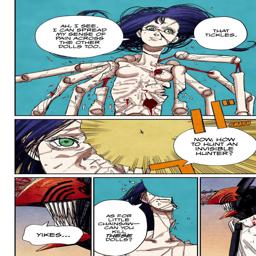 AH, I SEE.
I CAN SPREAD
MY SENSE OF
PAIN ACROSS
THE OTHER
DOLLS TOO.
THAT
TICKLES.
NOW, HOW
TO HUNT AN
INVISIBLE
HUNTER?
YIKES...
AS FOR
LITTLE
CHAINSAW—
CAN YOU
KILL
THESE
DOLLS?